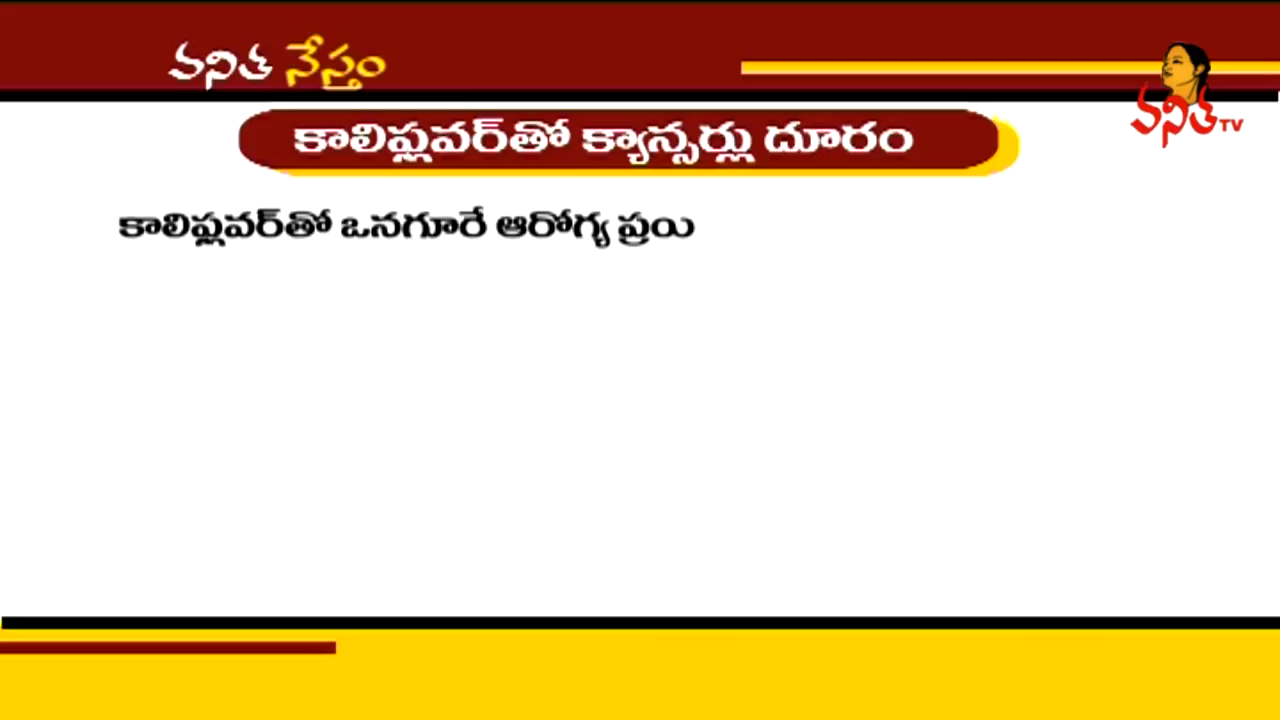 వనిత నేస్తం
వనిత TV
కాలిఫ్లవర్‌తో క్యాన్సర్లు దూరం
కాలిఫ్లవర్‌తో ఒనగూరే ఆరోగ్య ప్రయి